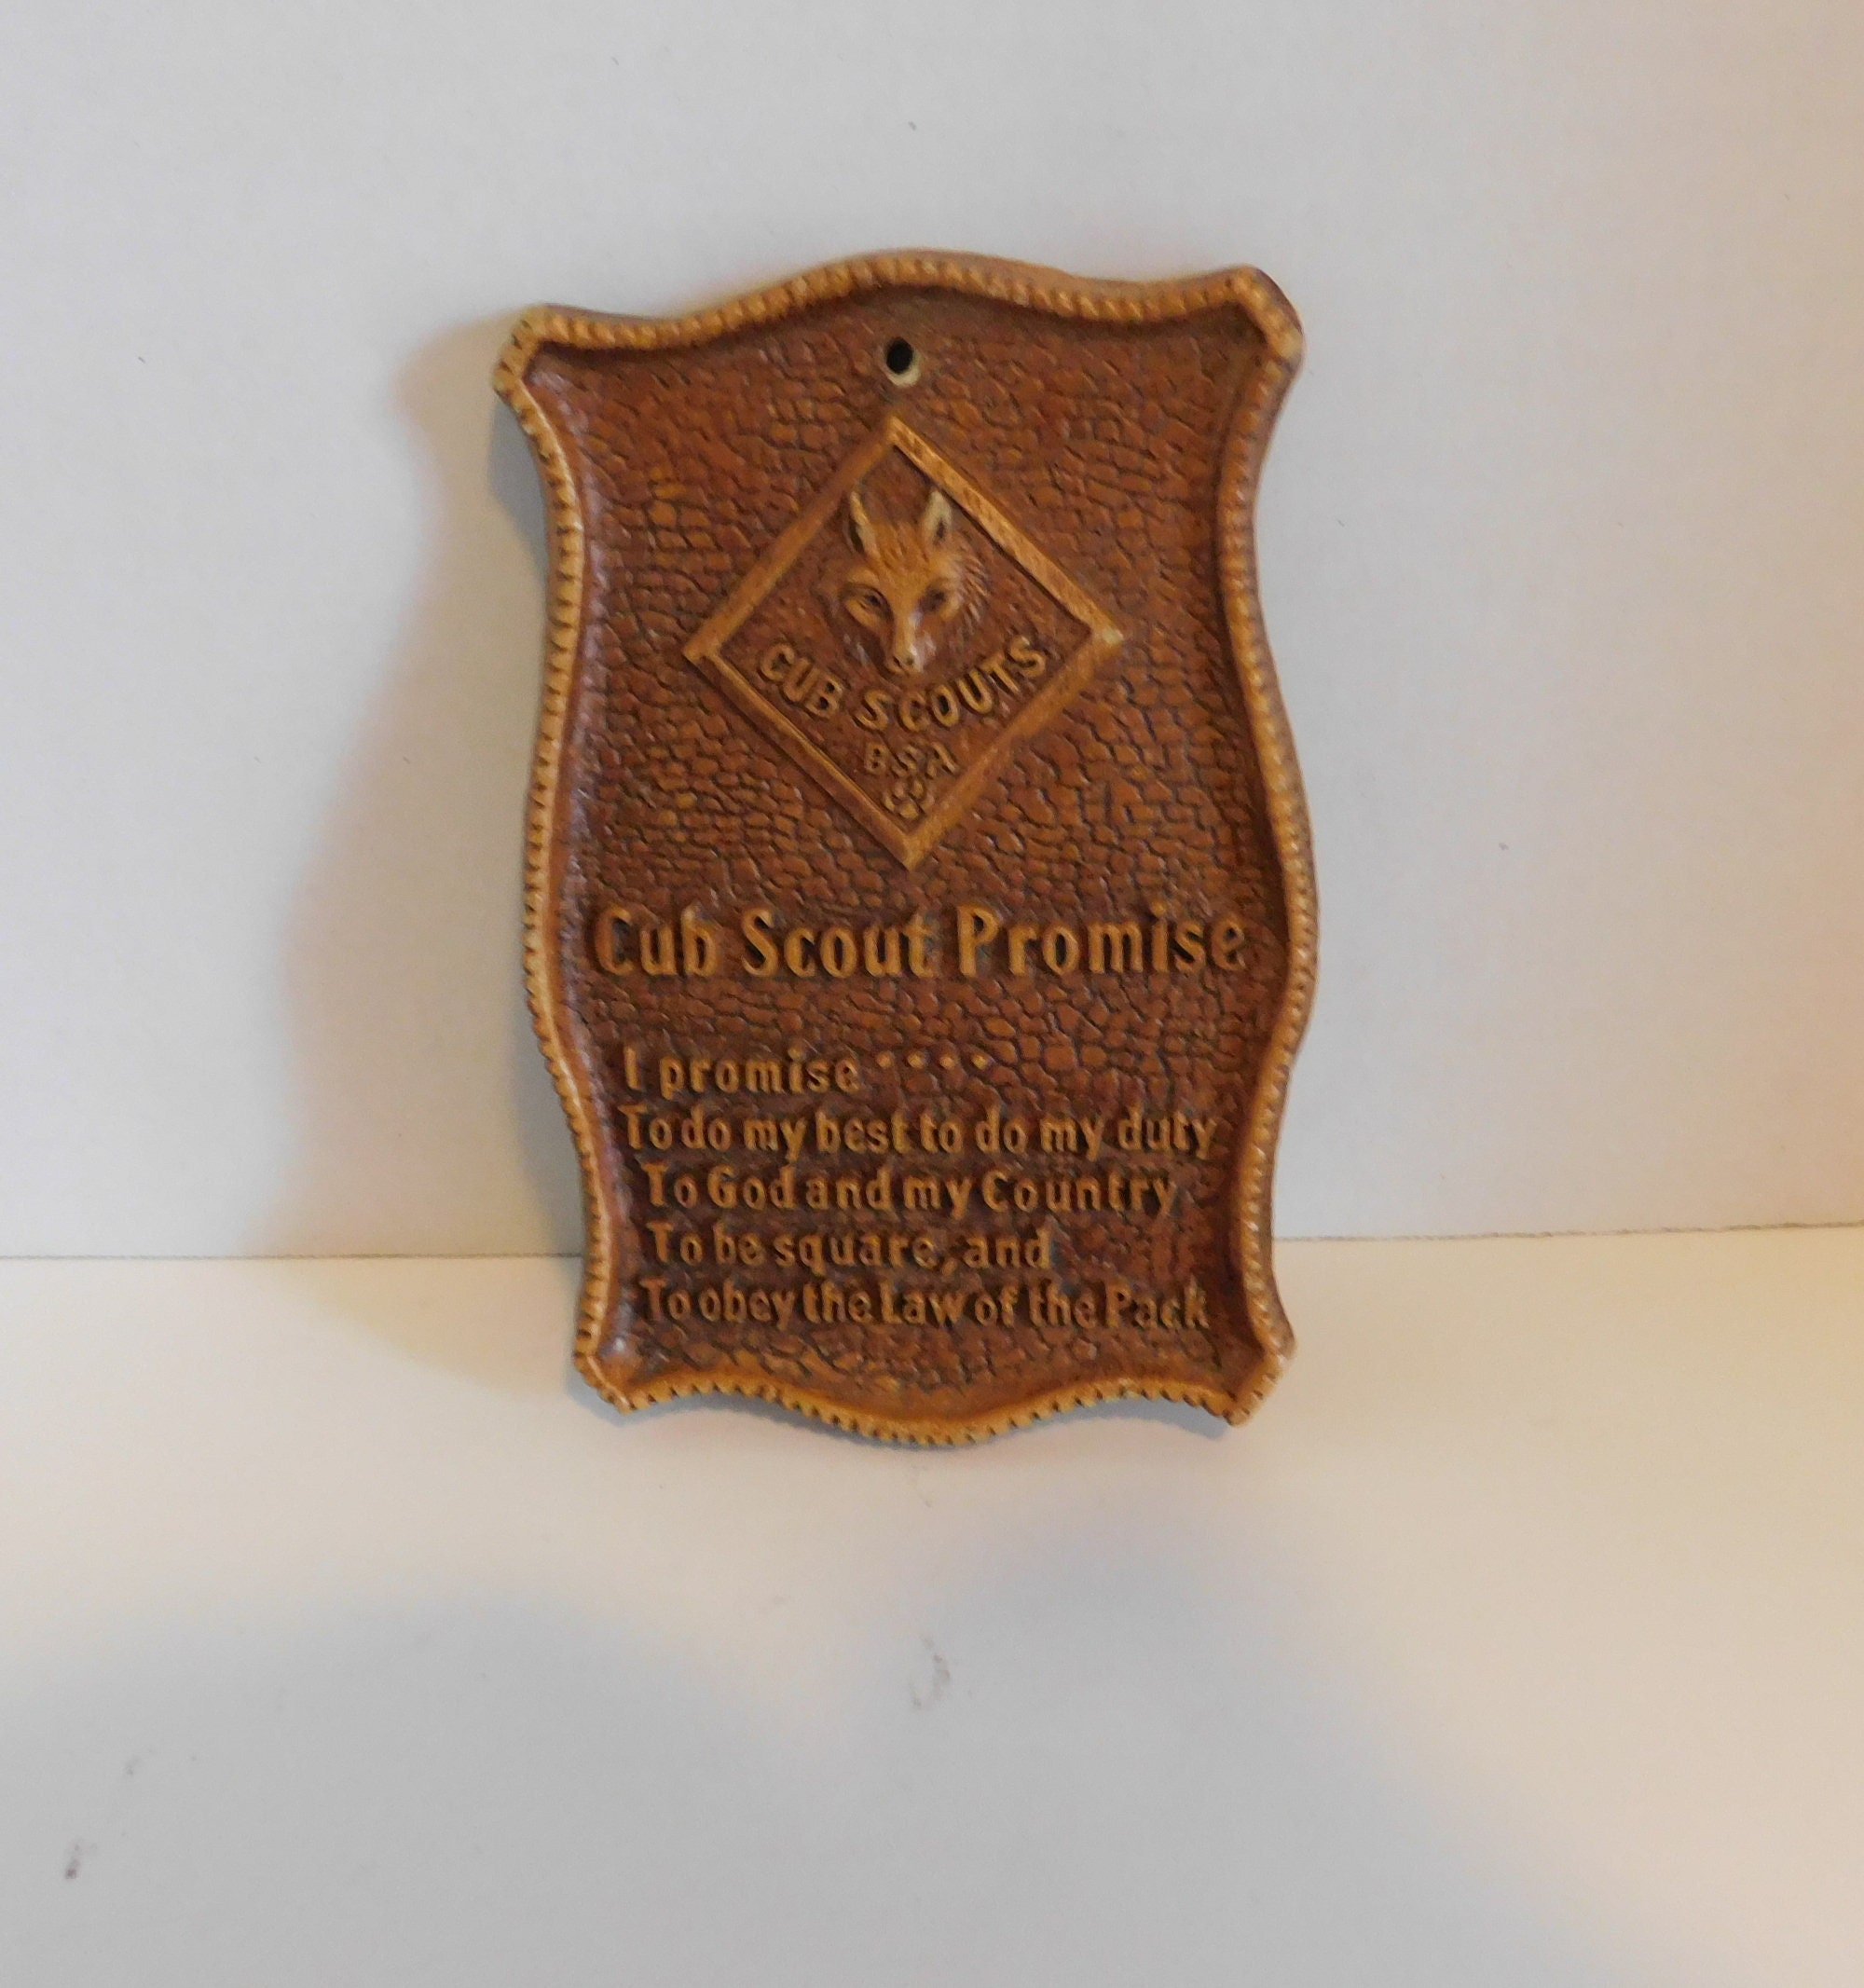 CUB SCOUTS
BSA
Cub Scout Promise
I promise ····
To do my best to do my duty
To God and my Country
To be square, and
To obey the Law of the Pack